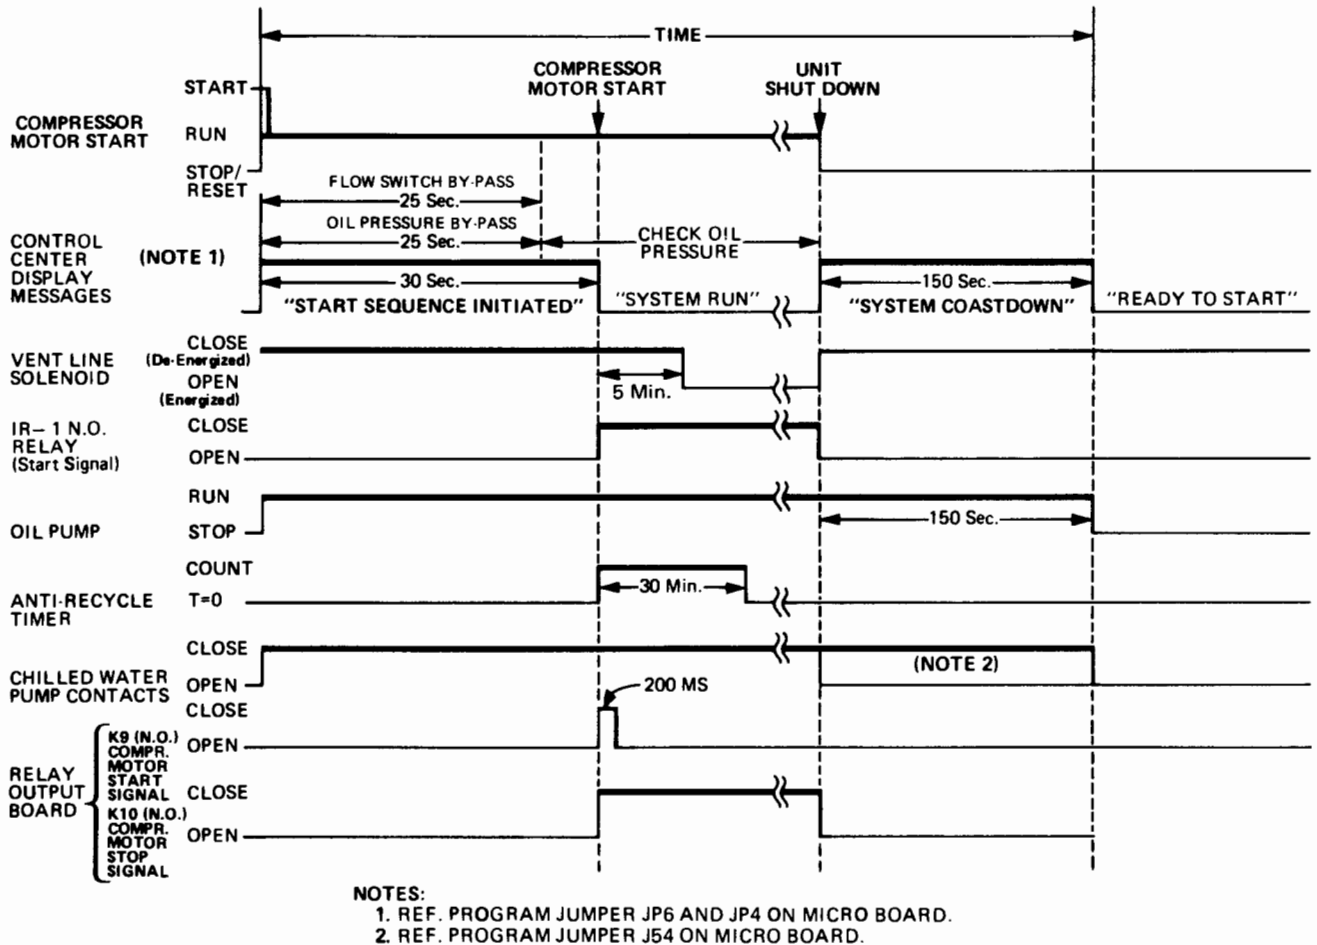 TIME
COMPRESSOR
MOTOR START
UNIT
SHUT DOWN
COMPRESSOR
MOTOR START
START
RUN
STOP/
RESET
FLOW SWITCH BY-PASS
25 Sec.
OIL PRESSURE BY-PASS
25 Sec.
CHECK OIL
PRESSURE
CONTROL
CENTER
DISPLAY
MESSAGES
(NOTE 1)
30 Sec.
"START SEQUENCE INITIATED"
"SYSTEM RUN"
150 Sec.
"SYSTEM COASTDOWN"
"READY TO START"
VENT LINE
SOLENOID
CLOSE
(De-Energized)
OPEN
(Energized)
5 Min.
IR-1 N.O.
RELAY
(Start Signal)
CLOSE
OPEN
OIL PUMP
RUN
STOP
150 Sec.
ANTI-RECYCLE
TIMER
COUNT
T=0
30 Min.
CHILLED WATER
PUMP CONTACTS
CLOSE
OPEN
(NOTE 2)
RELAY
OUTPUT
BOARD
K9 (N.O.)
COMPR.
MOTOR
START
SIGNAL
CLOSE
OPEN
200 MS
K10 (N.O.)
COMPR.
MOTOR
STOP
SIGNAL
CLOSE
OPEN
NOTES:
1. REF. PROGRAM JUMPER JP6 AND JP4 ON MICRO BOARD.
2. REF. PROGRAM JUMPER J54 ON MICRO BOARD.